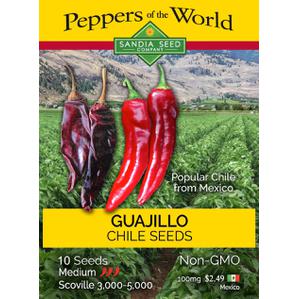 Peppers of the World
SANDIA SEED
COMPANY
Popular Chile
from Mexico
GUAJILLO
CHILE SEEDS
10 Seeds
Non-GMO
Medium
100mg $2.49
Scoville 3,000-5,000
Mexico